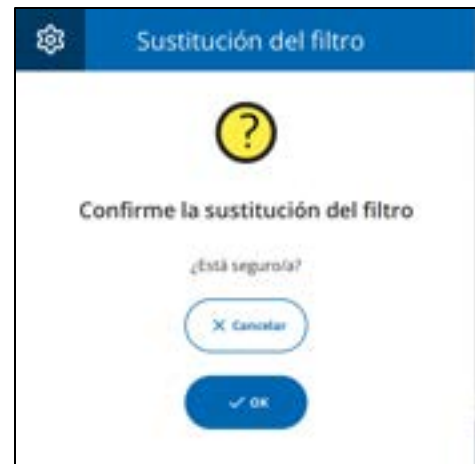 Sustitución del filtro
?
Confirme la sustitución del filtro
¿Está seguro/a?
Cancelar
OK